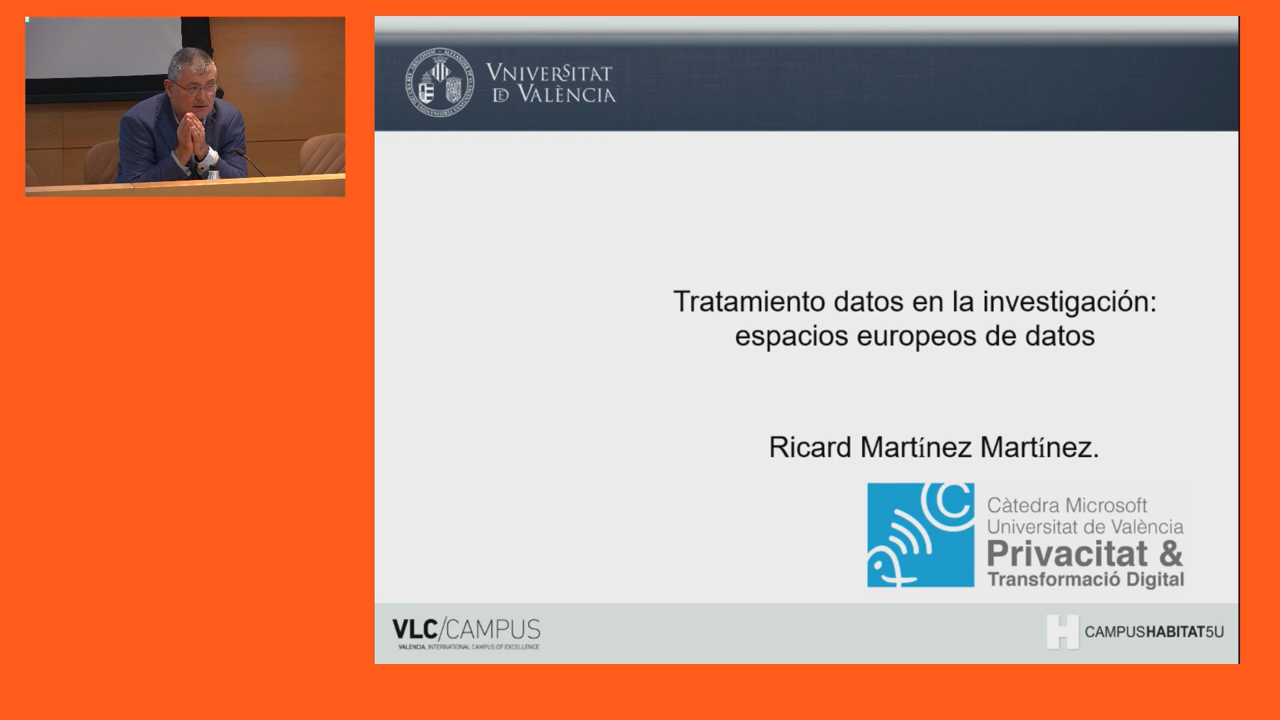 VNIVERSITAT
ID VALÈNCIA
Tratamiento datos en la investigación:
espacios europeos de datos
Ricard Martínez Martínez.
Càtedra Microsoft
Universitat de València
Privacitat &
Transformació Digital
VLC/CAMPUS
VALENCIA, INTERNATIONAL CAMPUS OF EXCELLENCE
CAMPUSHABITAT5U